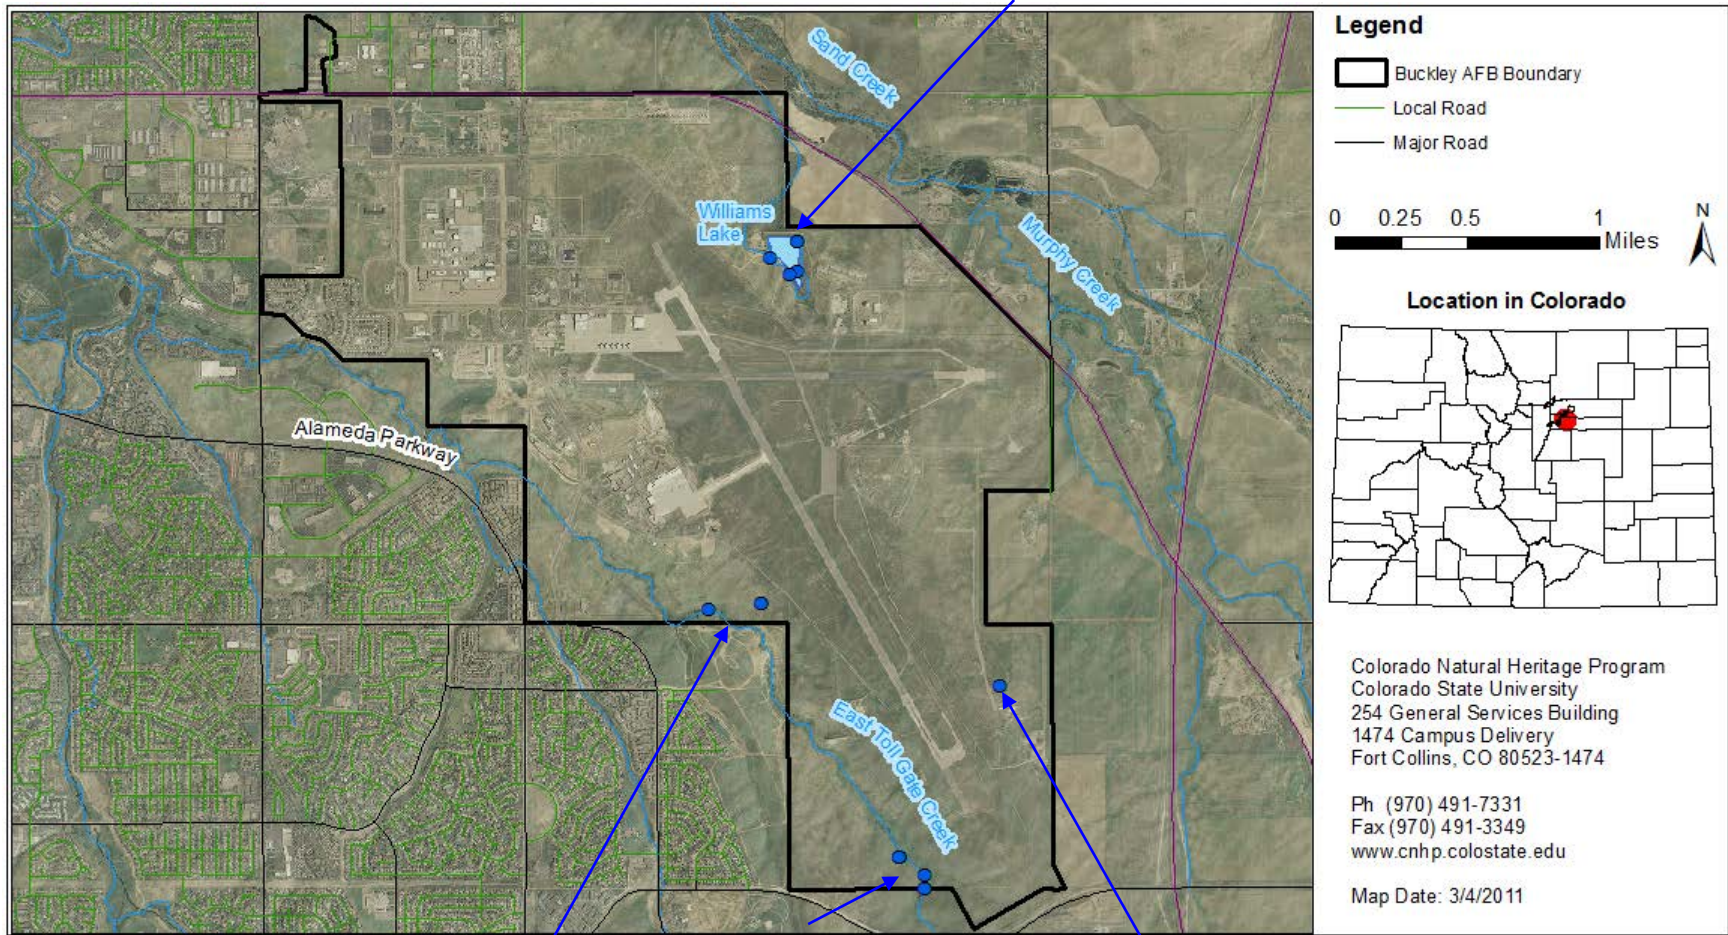 Sand Creek
Williams
Lake
Murphy Creek
Alameda Parkway
East Toll Gate Creek
Legend
Buckley AFB Boundary
Local Road
Major Road
0 0.25 0.5 1
Miles
N
Location in Colorado
Colorado Natural Heritage Program
Colorado State University
254 General Services Building
1474 Campus Delivery
Fort Collins, CO 80523-1474
Ph (970) 491-7331
Fax (970) 491-3349
www.cnhp.colostate.edu
Map Date: 3/4/2011